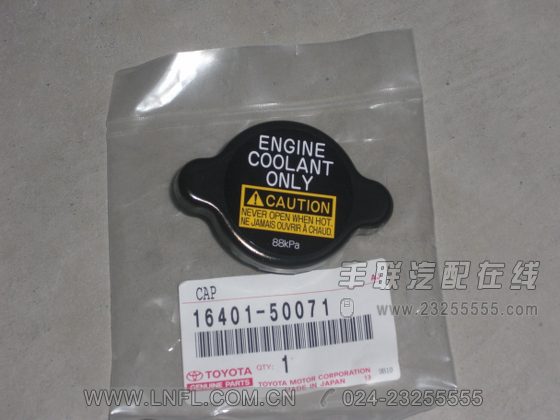 ENGINE
COOLANT
ONLY
CAUTION
NEVER OPEN WHEN HOT.
NE JAMAIS OUVRIR À CHAUD.
88kPa
CAP
16401-50071
丰联汽配在线
www.23255555.com
TOYOTA QTY: 1
GENUINE PARTS TOYOTA MOTOR CORPORATION
MADE IN JAPAN
WWW.LNFL.COM.CN 024-23255555